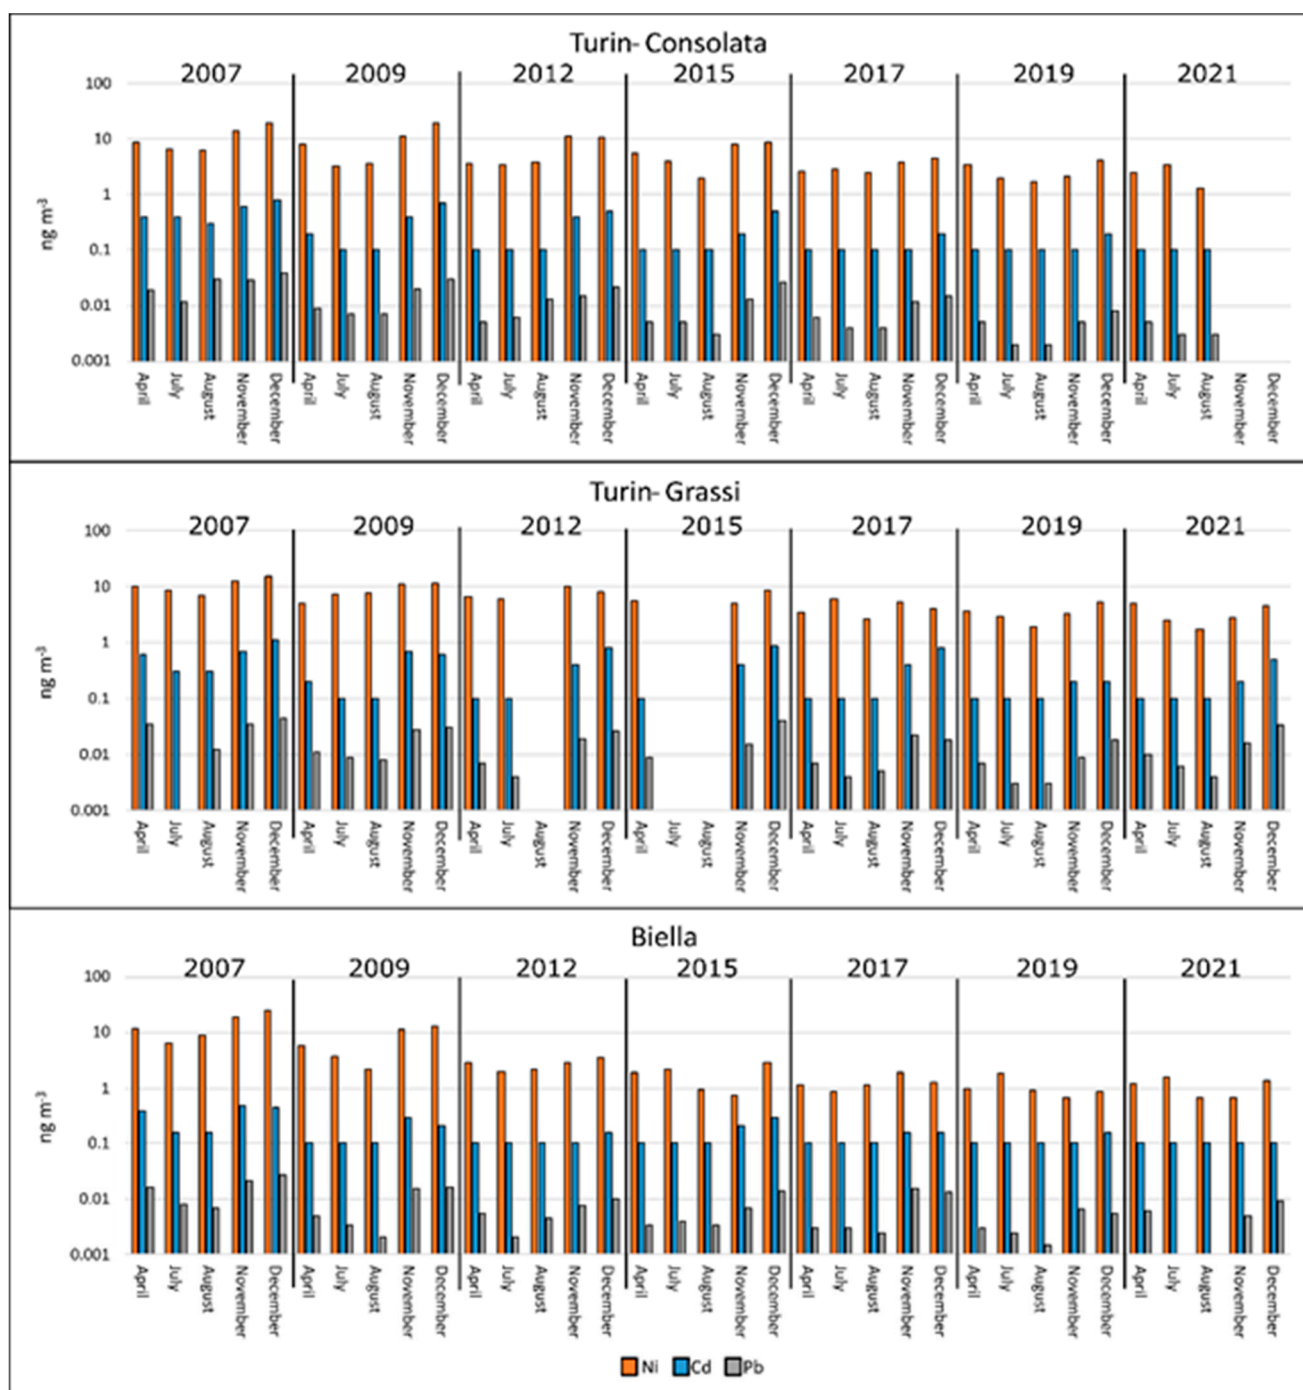 Turin- Consolata
2007 2009 2012 2015 2017 2019 2021
100
10
1
0.1
0.01
0.001
ng m-3
April July August November December April July August November December April July August November December April July August November December April July August November December April July August November December April July August November December
Turin- Grassi
2007 2009 2012 2015 2017 2019 2021
100
10
1
0.1
0.01
0.001
ng m-3
April July August November December April July August November December April July August November December April July August November December April July August November December April July August November December April July August November December
Biella
2007 2009 2012 2015 2017 2019 2021
100
10
1
0.1
0.01
0.001
ng m-3
April July August November December April July August November December April July August November December April July August November December April July August November December April July August November December April July August November December
Ni Cd Pb